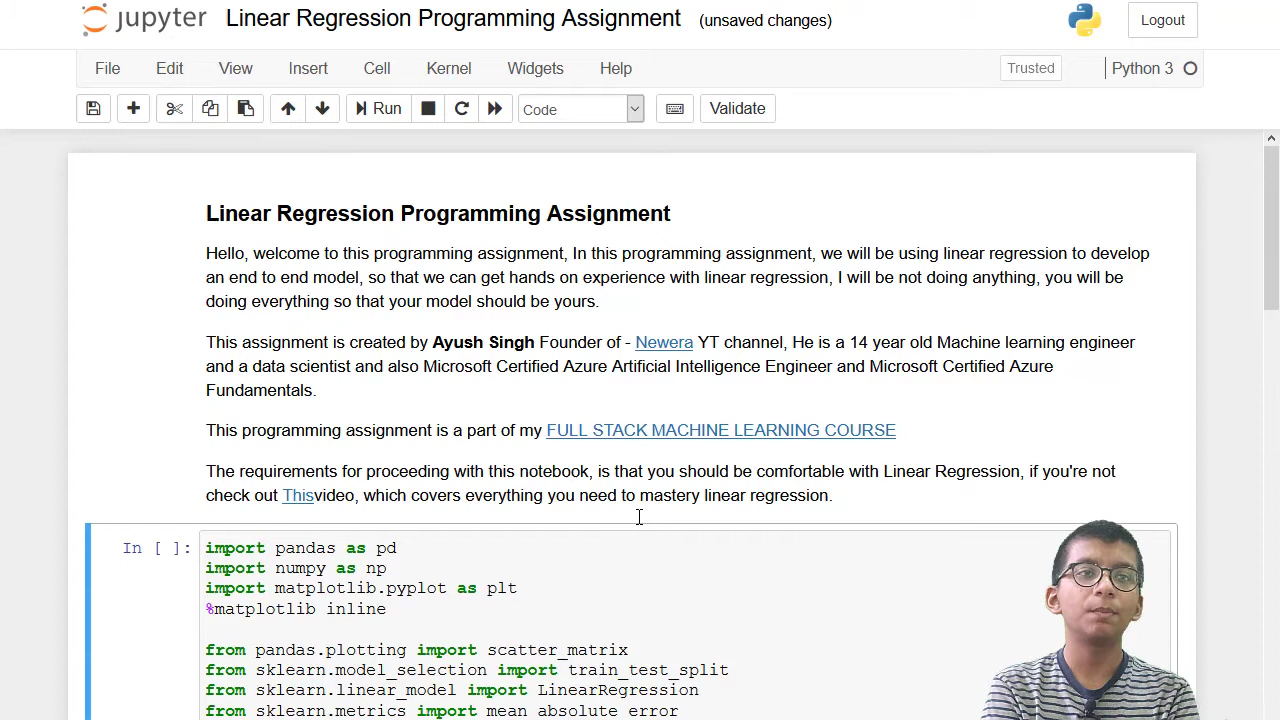 jupyter Linear Regression Programming Assignment (unsaved changes) Logout
File Edit View Insert Cell Kernel Widgets Help Trusted Python 3
Run Code Validate
Linear Regression Programming Assignment
Hello, welcome to this programming assignment, In this programming assignment, we will be using linear regression to develop
an end to end model, so that we can get hands on experience with linear regression, I will be not doing anything, you will be
doing everything so that your model should be yours.
This assignment is created by Ayush Singh Founder of - Newera YT channel, He is a 14 year old Machine learning engineer
and a data scientist and also Microsoft Certified Azure Artificial Intelligence Engineer and Microsoft Certified Azure
Fundamentals.
This programming assignment is a part of my FULL STACK MACHINE LEARNING COURSE
The requirements for proceeding with this notebook, is that you should be comfortable with Linear Regression, if you're not
check out Thisvideo, which covers everything you need to mastery linear regression.
In [ ]: import pandas as pd
import numpy as np
import matplotlib.pyplot as plt
%matplotlib inline
from pandas.plotting import scatter_matrix
from sklearn.model_selection import train_test_split
from sklearn.linear_model import LinearRegression
from sklearn.metrics import mean_absolute_error